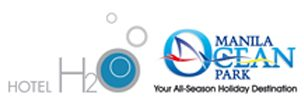 HOTEL H2O
MANILA
OCEAN
PARK
Your All-Season Holiday Destination